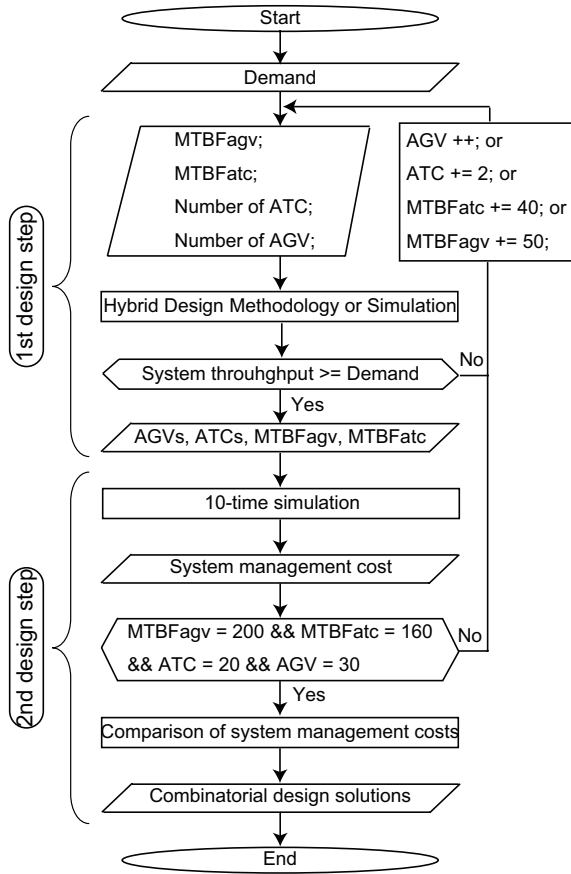 Start
Demand
1st design step
MTBFagv;
MTBFatc;
Number of ATC;
Number of AGV;
AGV ++; or
ATC += 2; or
MTBFatc += 40; or
MTBFagv += 50;
Hybrid Design Methodology or Simulation
System throuhghput >= Demand
No
Yes
AGVs, ATCs, MTBFagv, MTBFatc
2nd design step
10-time simulation
System management cost
MTBFagv = 200 && MTBFatc = 160
&& ATC = 20 && AGV = 30
No
Yes
Comparison of system management costs
Combinatorial design solutions
End